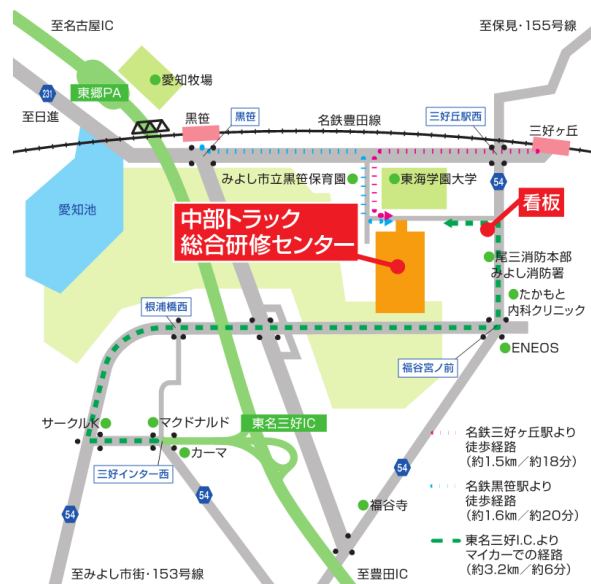 至名古屋IC
至保見・155号線
愛知牧場
231
東郷PA
至日進
黒笹
黒笹
名鉄豊田線
三好丘駅西
三好ヶ丘
みよし市立黒笹保育園
東海学園大学
54
愛知池
中部トラック
総合研修センター
看板
尾三消防本部
みよし消防署
たかもと
内科クリニック
根浦橋西
福谷宮ノ前
ENEOS
サークルK
マクドナルド
東名三好IC
カーマ
三好インター西
54
54
54
福谷寺
名鉄三好ヶ丘駅より
徒歩経路
(約1.5㎞／約18分)
名鉄黒笹駅より
徒歩経路
(約1.6㎞／約20分)
東名三好I.C.より
マイカーでの経路
(約3.2㎞／約6分)
至みよし市街・153号線
至豊田IC